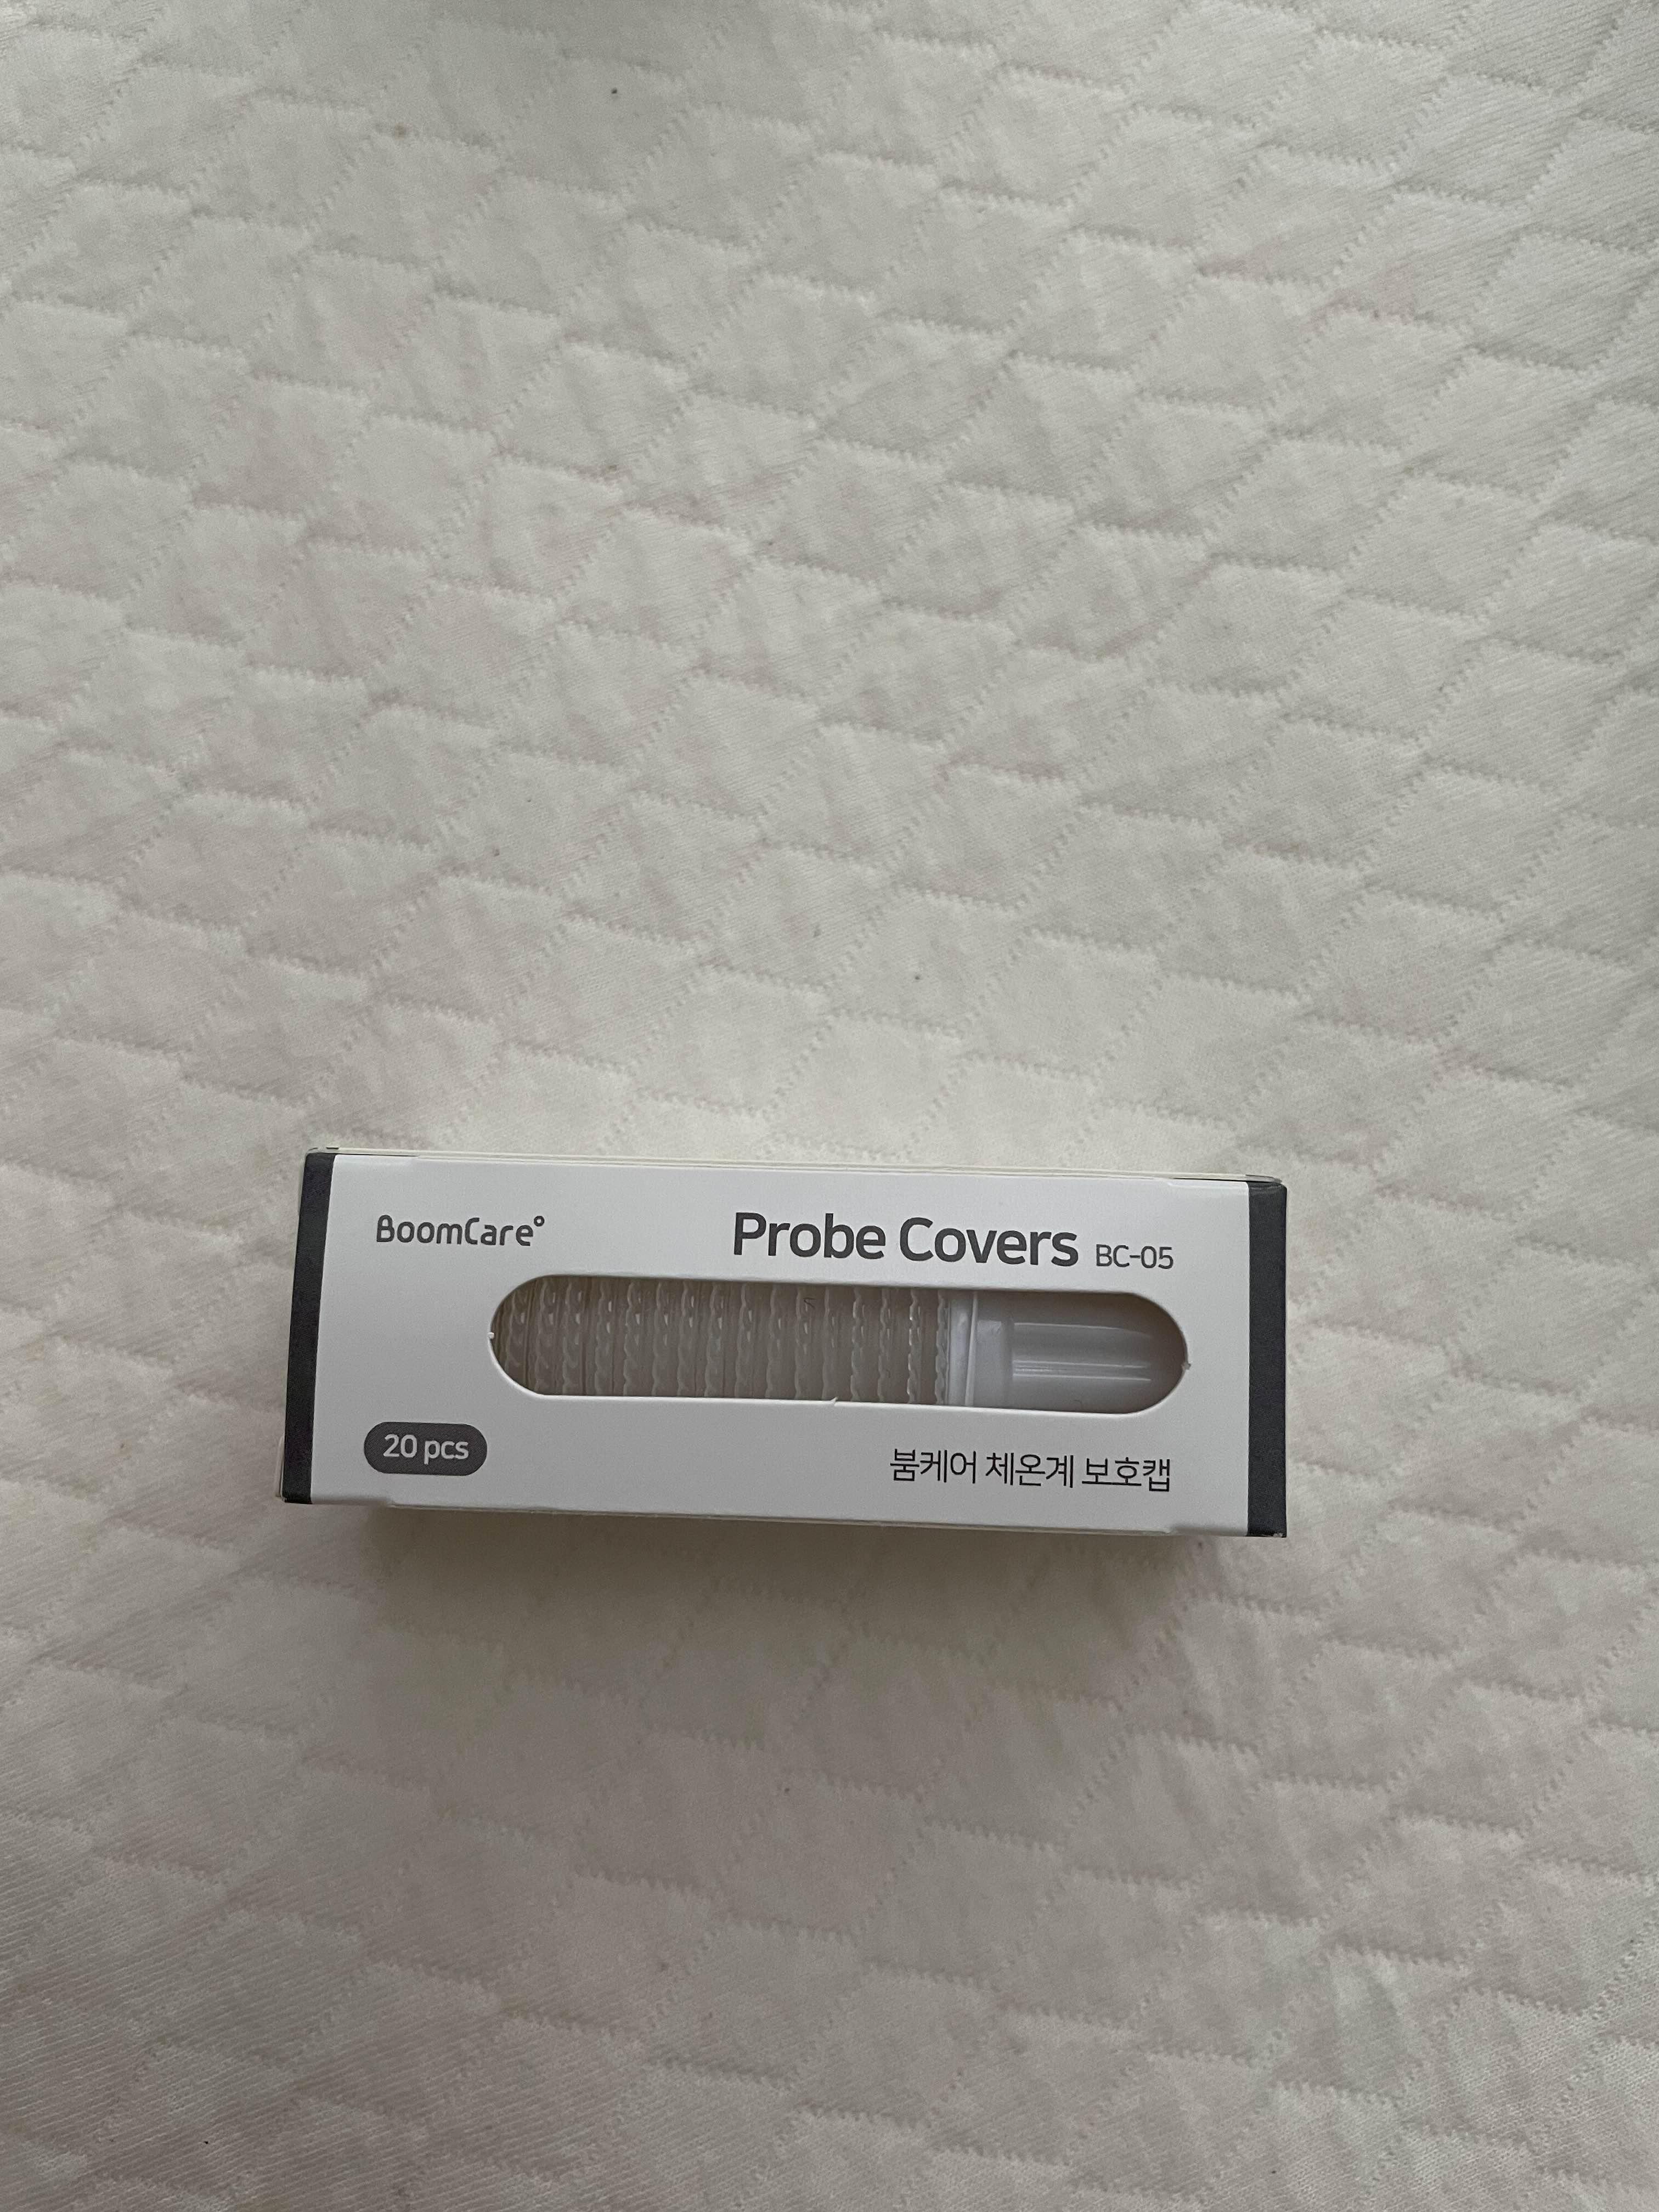 BoomCare°
Probe Covers BC-05
20 pcs
붐케어 체온계 보호캡